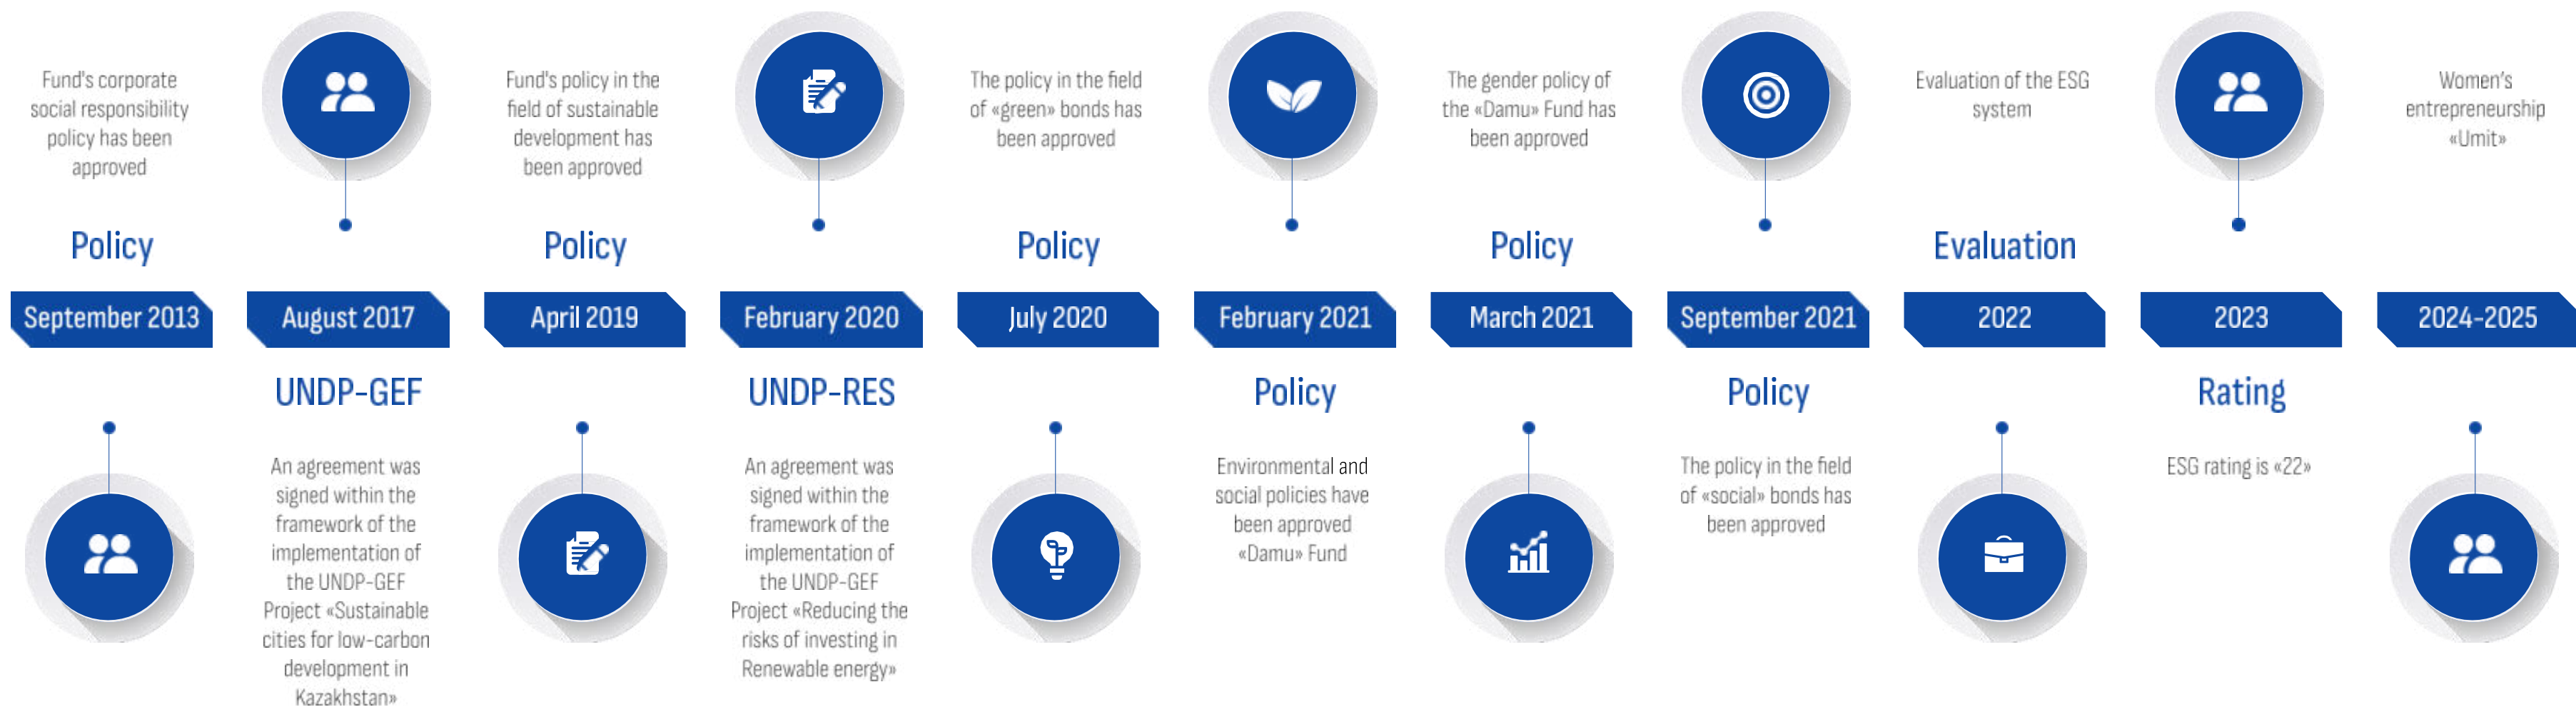 Fund's corporate
social responsibility
policy has been
approved
Policy
September 2013
August 2017
UNDP-GEF
An agreement was
signed within the
framework of the
implementation of
the UNDP-GEF
Project «Sustainable
cities for low-carbon
development in
Kazakhstan»
Fund's policy in the
field of sustainable
development has
been approved
Policy
April 2019
February 2020
UNDP-RES
An agreement was
signed within the
framework of the
implementation of
the UNDP-GEF
Project «Reducing the
risks of investing in
Renewable energy»
The policy in the field
of «green» bonds has
been approved
Policy
July 2020
February 2021
Policy
Environmental and
social policies have
been approved
«Damu» Fund
The gender policy of
the «Damu» Fund has
been approved
Policy
March 2021
September 2021
Policy
The policy in the field
of «social» bonds has
been approved
Evaluation of the ESG
system
Evaluation
2022
2023
Rating
ESG rating is «22»
Women's
entrepreneurship
«Umit»
2024-2025